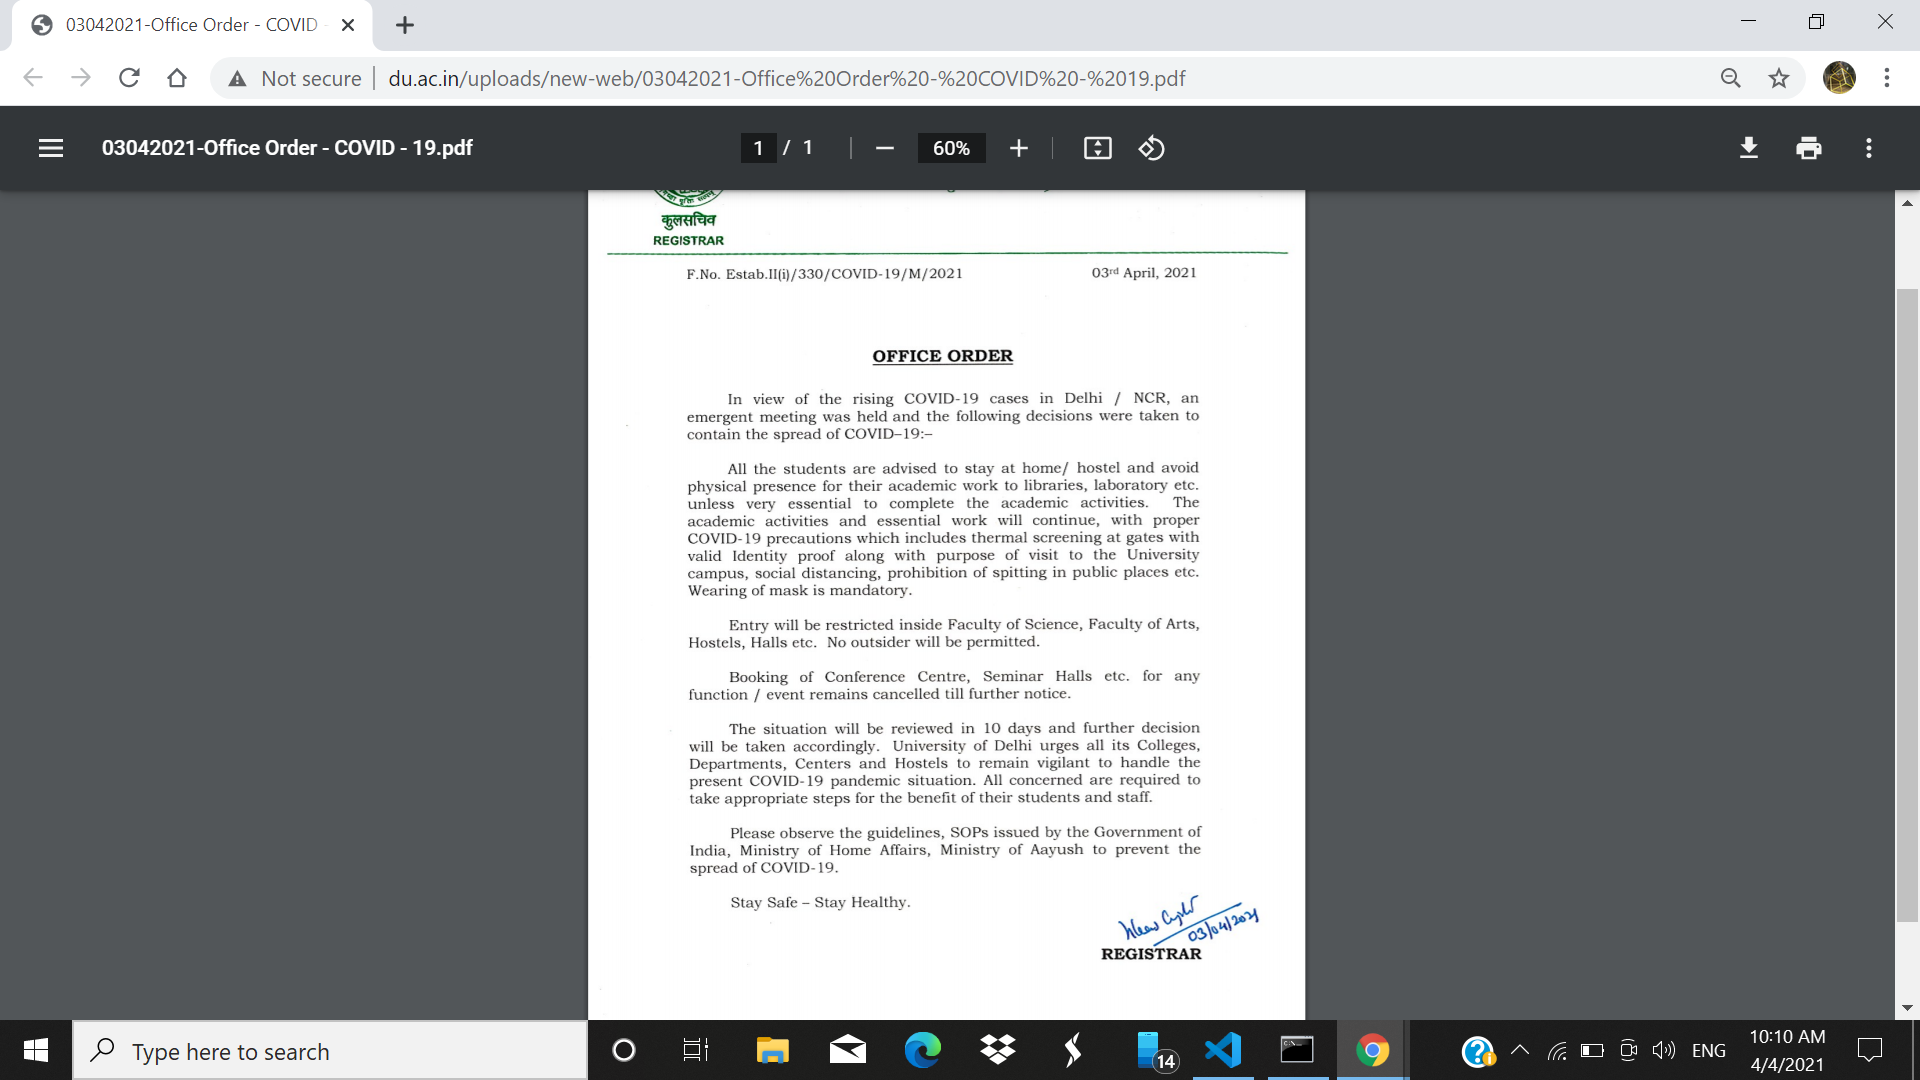 03042021-Office Order - COVID
Not secure
du.ac.in/uploads/new-web/03042021-Office%20Order%20-%20COVID%20-%2019.pdf
03042021-Office Order - COVID - 19.pdf
1 / 1
60%
कुलसचिव
REGISTRAR
F.No. Estab.II(i)/330/COVID-19/M/2021
03rd April, 2021
OFFICE ORDER
In view of the rising COVID-19 cases in Delhi / NCR, an
emergent meeting was held and the following decisions were taken to
contain the spread of COVID–19:–
All the students are advised to stay at home/ hostel and avoid
physical presence for their academic work to libraries, laboratory etc.
unless very essential to complete the academic activities. The
academic activities and essential work will continue, with proper
COVID-19 precautions which includes thermal screening at gates with
valid Identity proof along with purpose of visit to the University
campus, social distancing, prohibition of spitting in public places etc.
Wearing of mask is mandatory.
Entry will be restricted inside Faculty of Science, Faculty of Arts,
Hostels, Halls etc. No outsider will be permitted.
Booking of Conference Centre, Seminar Halls etc. for any
function / event remains cancelled till further notice.
The situation will be reviewed in 10 days and further decision
will be taken accordingly. University of Delhi urges all its Colleges,
Departments, Centers and Hostels to remain vigilant to handle the
present COVID-19 pandemic situation. All concerned are required to
take appropriate steps for the benefit of their students and staff.
Please observe the guidelines, SOPs issued by the Government of
India, Ministry of Home Affairs, Ministry of Aayush to prevent the
spread of COVID-19.
Stay Safe – Stay Healthy.
03/04/2021
REGISTRAR
Type here to search
14
ENG
10:10 AM
4/4/2021